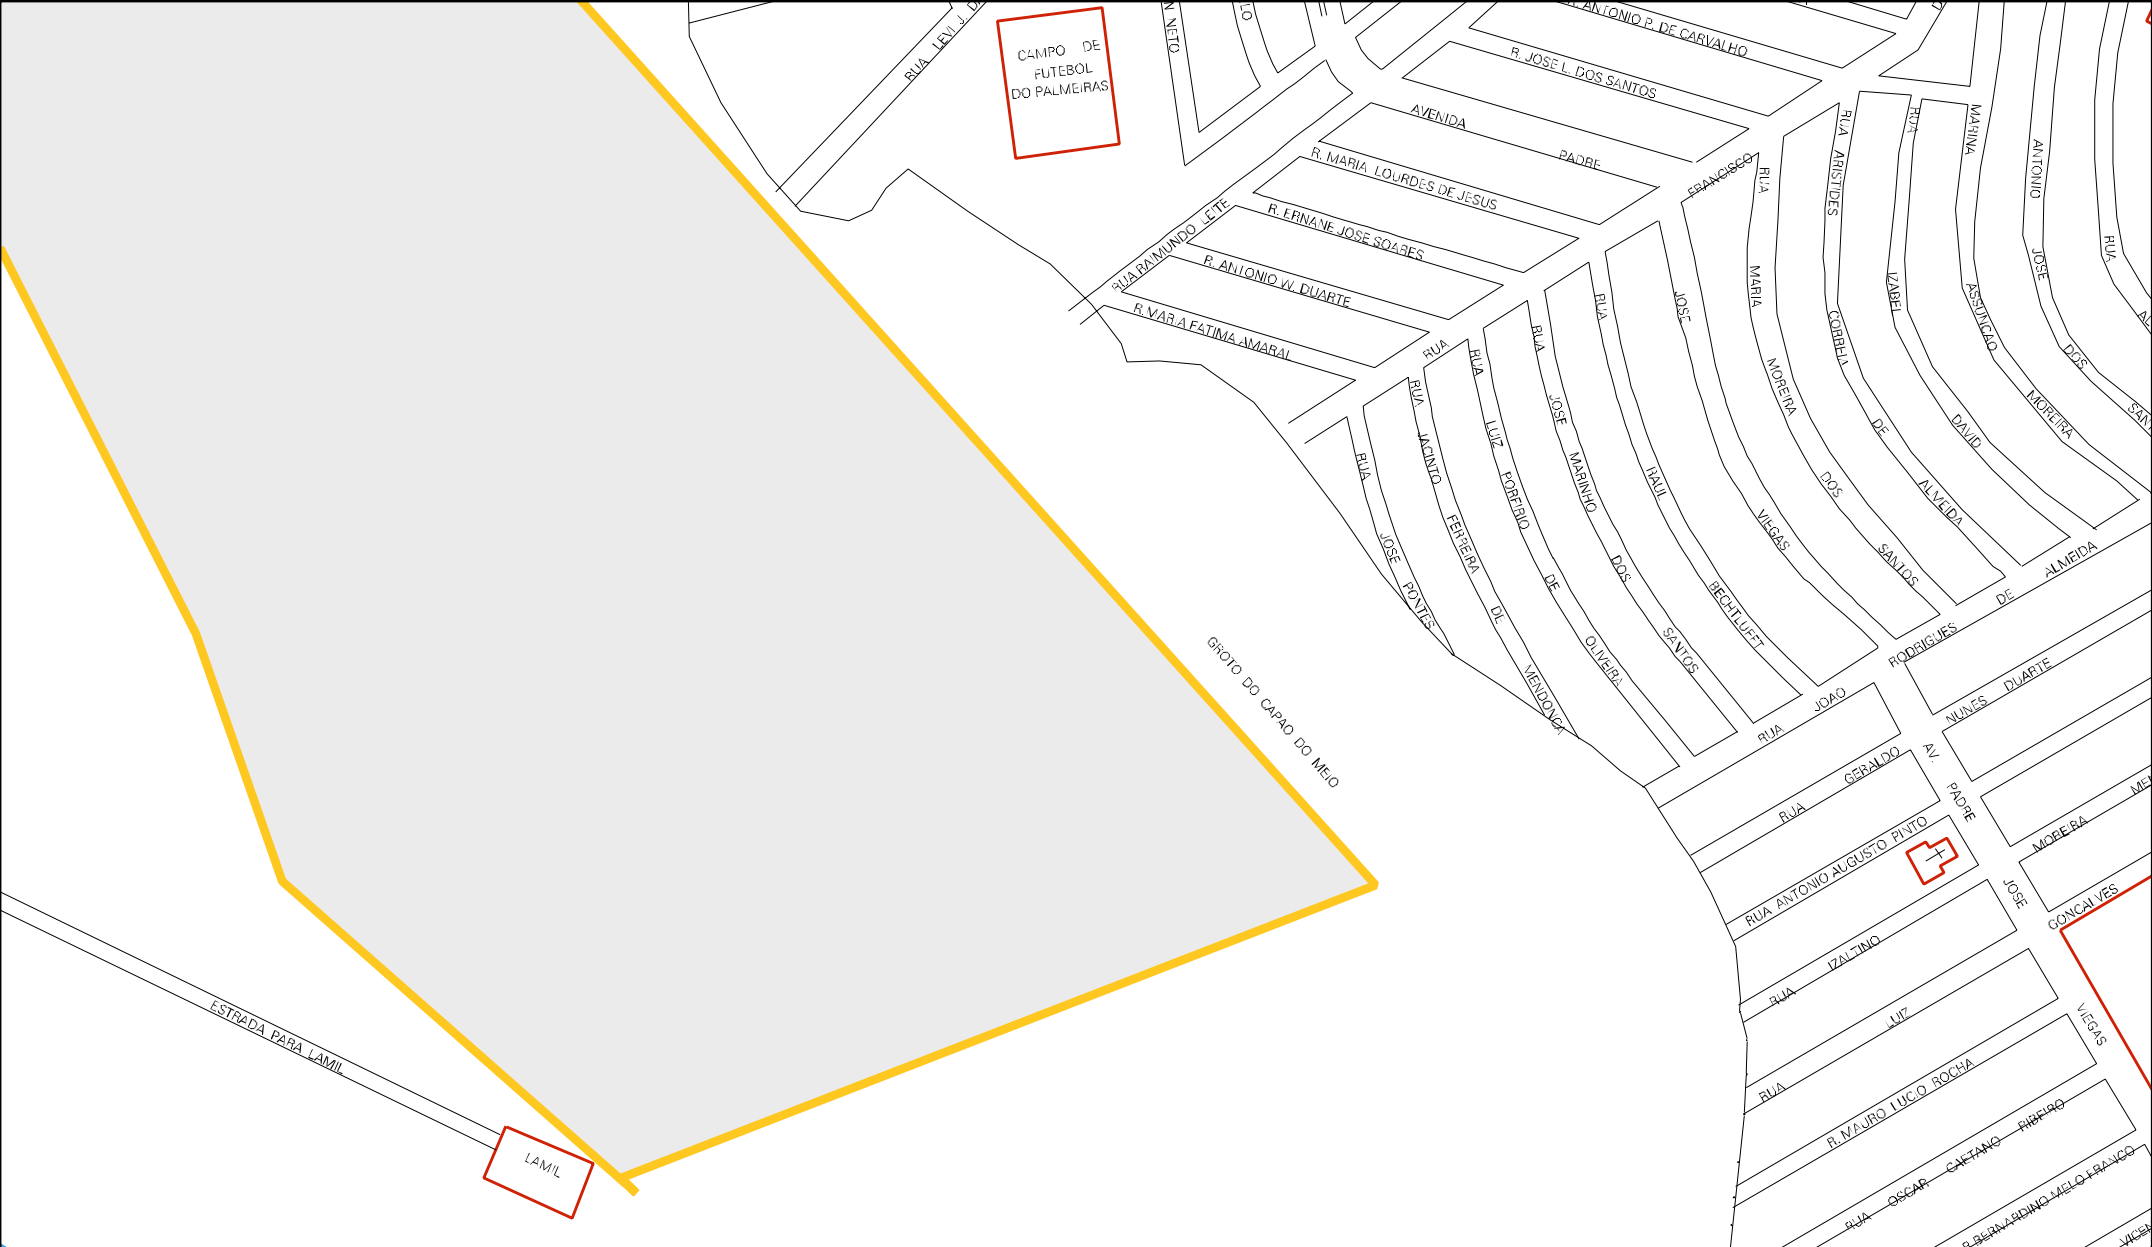 RUA LEVI J.
CAMPO DE
FUTEBOL
DO PALMEIRAS
NETO
ANTONIO P. DE CARVALHO
R. JOSE L. DOS SANTOS
AVENIDA PADRE
FRANCISCO
R. MARIA LOURDES DE JESUS
R. ERNANE JOSE SOARES
RUA RAIMUNDO LEITE
R. ANTONIO W. DUARTE
R. MARIA FATIMA AMARAL
RUA
RUA JOSE PONTES
RUA JACINTO FERREIRA DE MENDONCA
RUA LUIZ PORFIRIO DE OLIVEIRA
RUA JOSE MARINHO DOS SANTOS
RUA RAUL BECHTLUFFT
JOSE VIEGAS
RUA MARIA MOREIRA DOS SANTOS
RUA ARISTIDES CORREIA DE ALMEIDA
RUA IZABEL DAVID
MARINA ASSUNCAO MOREIRA
ANTONIO JOSE DOS
RUA
RUA JOAO RODRIGUES DE ALMEIDA
GROTO DO CAPAO DO MEIO
RUA GERALDO NUNES DUARTE
AV. PADRE JOSE VIEGAS
RUA ANTONIO AUGUSTO PINTO
MOREIRA
RUA IZALTINO
GONCALVES
RUA LUIZ
R. MAURO LUCIO ROCHA
RUA OSCAR CAETANO RIBEIRO
R. BERNARDINO MELO FRANCO
ESTRADA PARA LAMIL
LAMIL